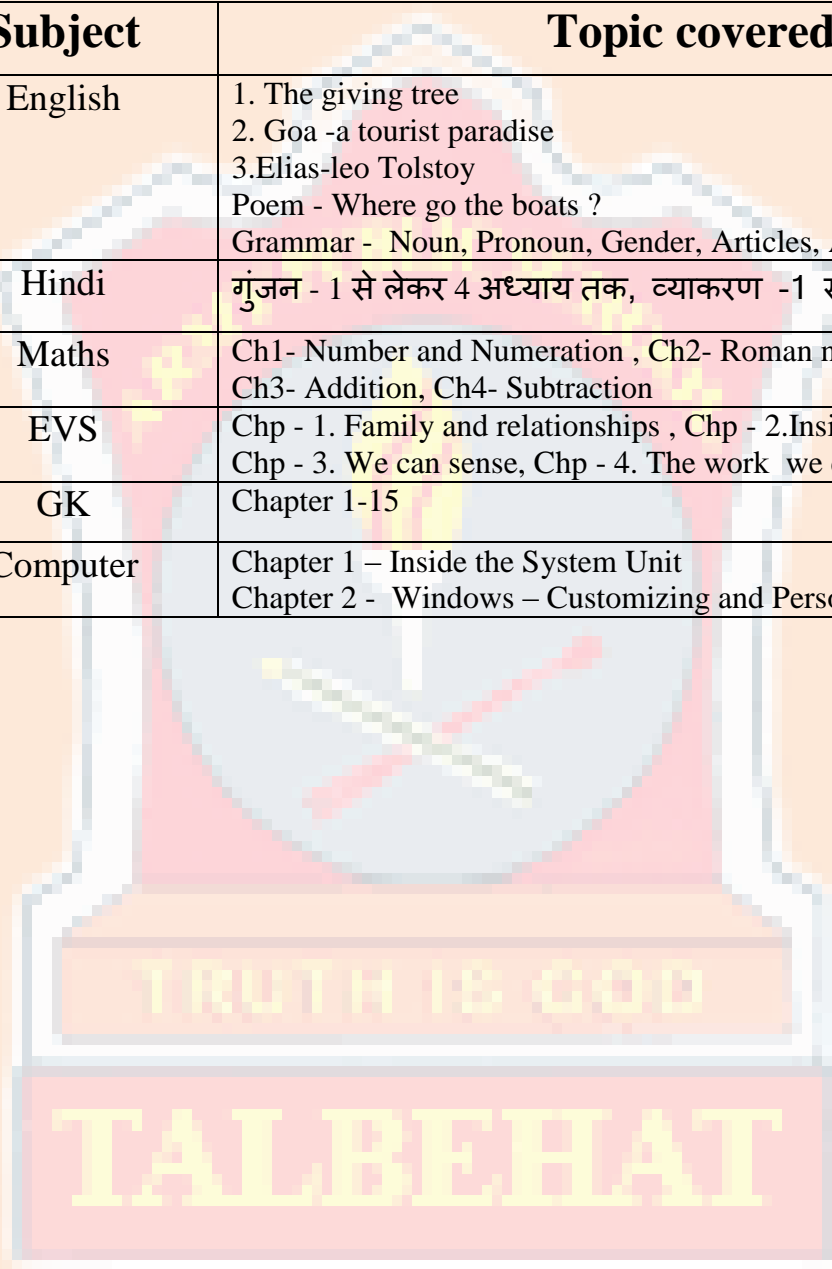 Subject Topic covered
English 1. The giving tree
2. Goa -a tourist paradise
3.Elias-leo Tolstoy
Poem - Where go the boats ?
Grammar - Noun, Pronoun, Gender, Articles,
Hindi गुंजन - 1 से लेकर 4 अध्याय तक, व्याकरण -1
Maths Ch1- Number and Numeration , Ch2- Roman
Ch3- Addition, Ch4- Subtraction
EVS Chp - 1. Family and relationships , Chp - 2.
Chp - 3. We can sense, Chp - 4. The work we
GK Chapter 1-15
Computer Chapter 1 – Inside the System Unit
Chapter 2 - Windows – Customizing and
TRUTH IS GOD
TALBEHAT